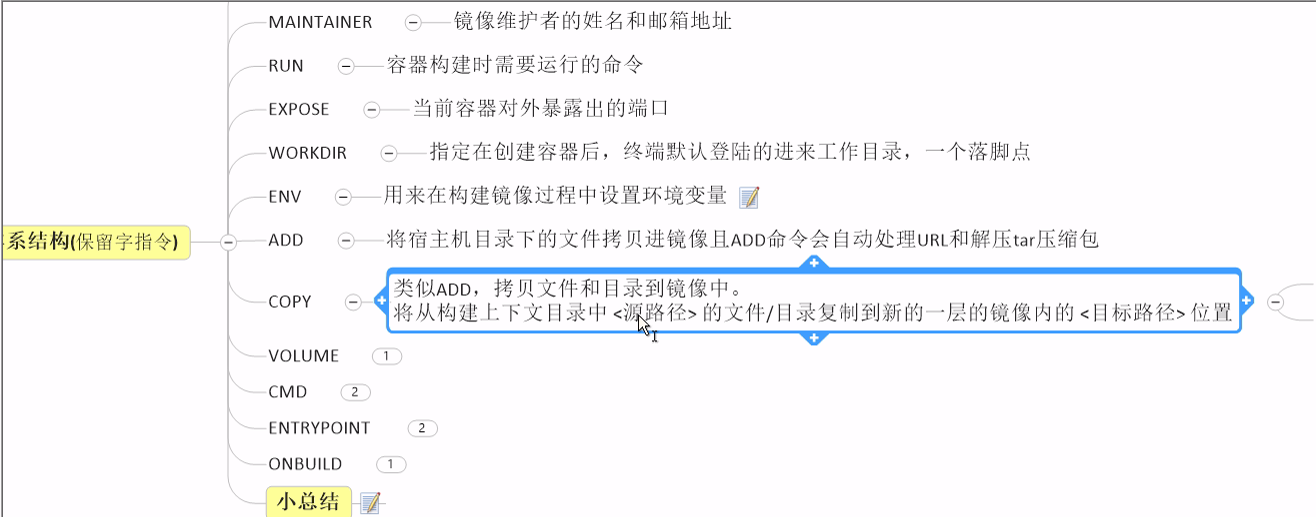 MAINTAINER 镜像维护者的姓名和邮箱地址
RUN 容器构建时需要运行的命令
EXPOSE 当前容器对外暴露出的端口
WORKDIR 指定在创建容器后，终端默认登陆的进来工作目录，一个落脚点
ENV 用来在构建镜像过程中设置环境变量
系结构(保留字指令)
ADD 将宿主机目录下的文件拷贝进镜像且ADD命令会自动处理URL和解压tar压缩包
COPY 类似ADD，拷贝文件和目录到镜像中。
将从构建上下文目录中 <源路径> 的文件/目录复制到新的一层的镜像内的 <目标路径> 位置
VOLUME 1
CMD 2
ENTRYPOINT 2
ONBUILD 1
小总结